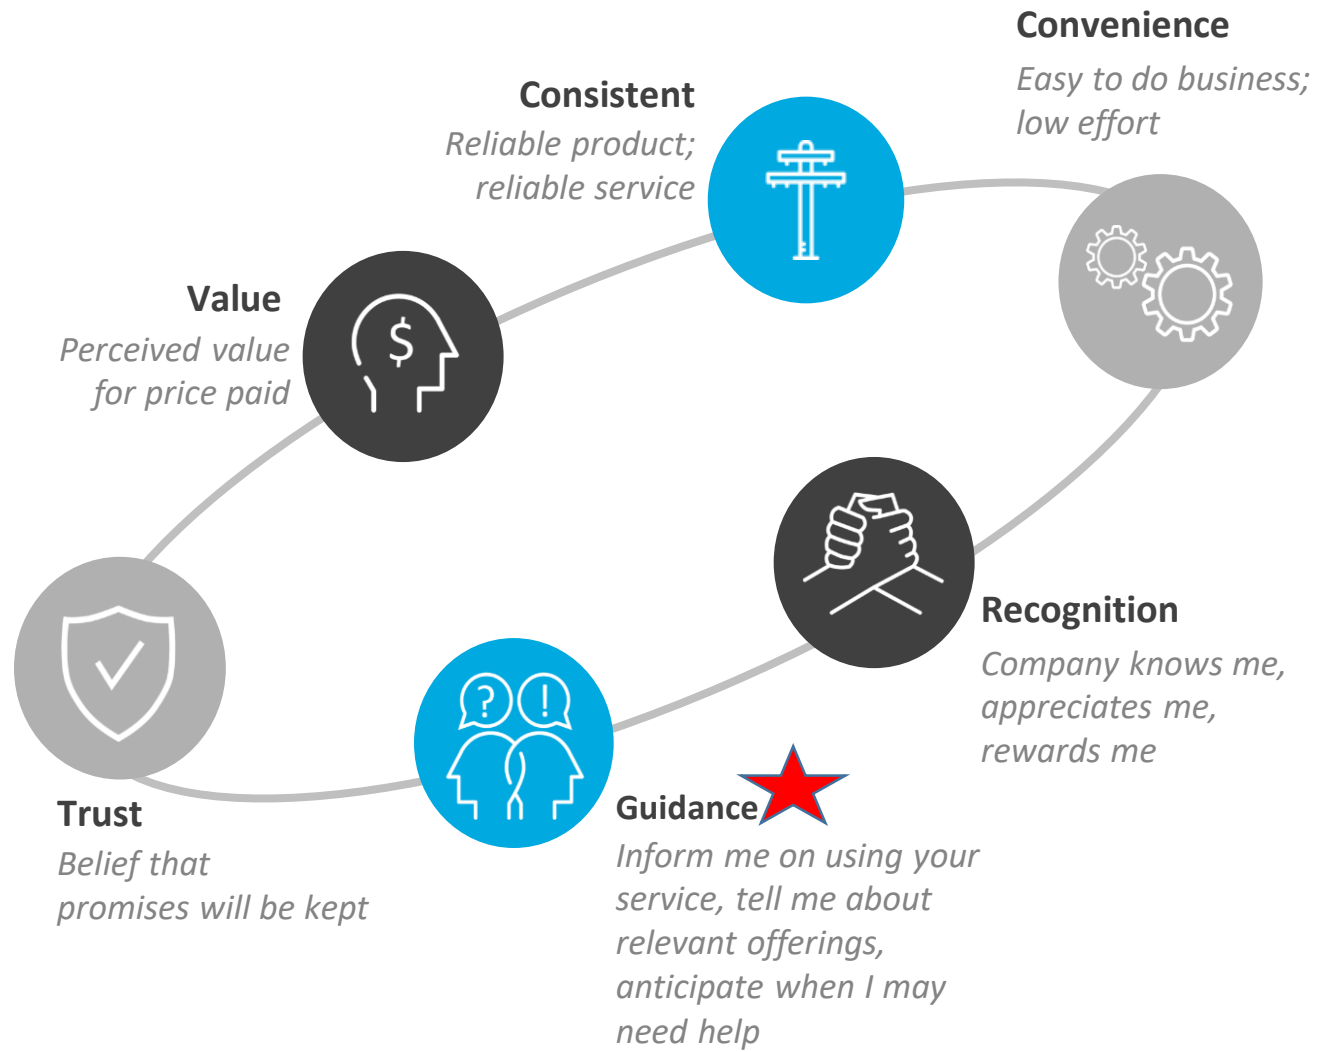 Convenience
Easy to do business;
low effort
Consistent
Reliable product;
reliable service
Value
Perceived value
for price paid
$
Recognition
Company knows me,
appreciates me,
rewards me
? !
Trust
Belief that
promises will be kept
Guidance
Inform me on using your
service, tell me about
relevant offerings,
anticipate when I may
need help